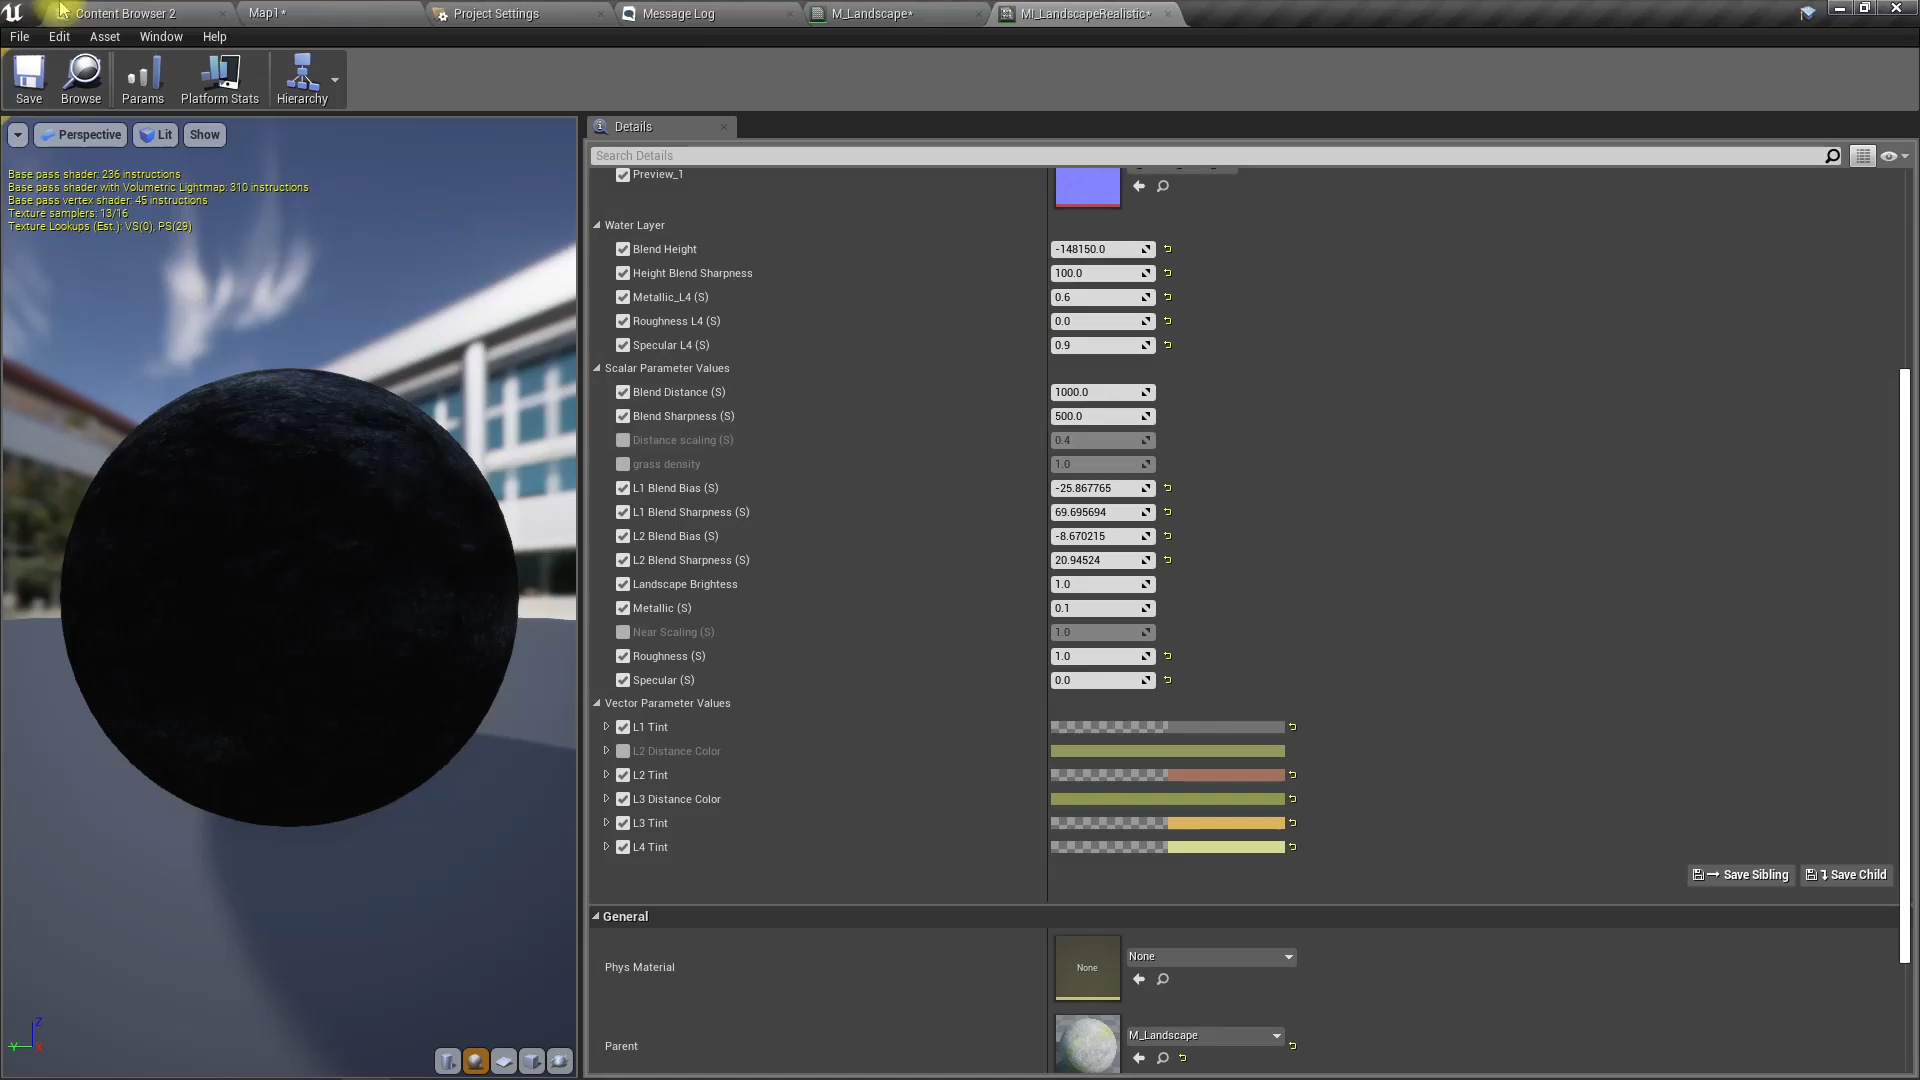 Content Browser 2
Map1*
Project Settings
Message Log
M_Landscape*
MI_LandscapeRealistic*
File Edit Asset Window Help
Save Browse Params Platform Stats Hierarchy
Perspective Lit Show
Base pass shader: 236 instructions
Base pass shader with Volumetric Lightmap: 310 instructions
Base pass vertex shader: 45 instructions
Texture samplers: 13/16
Texture Lookups (Est.): VS(0), PS(29)
Z
Y
X
Details
Search Details
Preview_1
Water Layer
Blend Height -148150.0
Height Blend Sharpness 100.0
Metallic_L4 (S) 0.6
Roughness L4 (S) 0.0
Specular L4 (S) 0.9
Scalar Parameter Values
Blend Distance (S) 1000.0
Blend Sharpness (S) 500.0
Distance scaling (S) 0.4
grass density 1.0
L1 Blend Bias (S) -25.867765
L1 Blend Sharpness (S) 69.695694
L2 Blend Bias (S) -8.670215
L2 Blend Sharpness (S) 20.94524
Landscape Brightess 1.0
Metallic (S) 0.1
Near Scaling (S) 1.0
Roughness (S) 1.0
Specular (S) 0.0
Vector Parameter Values
L1 Tint
L2 Distance Color
L2 Tint
L3 Distance Color
L3 Tint
L4 Tint
Save Sibling Save Child
General
Phys Material None None
Parent M_Landscape